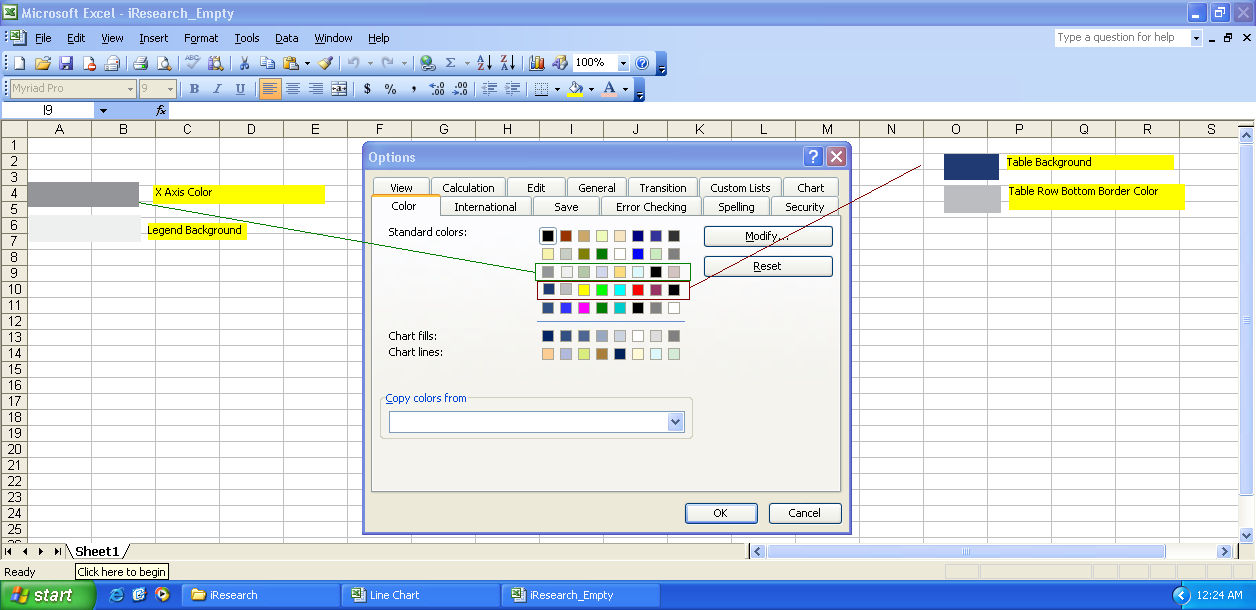 Microsoft Excel - iResearch_Empty
File Edit View Insert Format Tools Data Window Help
Type a question for help
100%
Myriad Pro
9
B I U
$ %
I9
fx
A B C D E F G H I J K L M N O P Q R S
1
2
3
4
5
6
7
8
9
10
11
12
13
14
15
16
17
18
19
20
21
22
23
24
25
X Axis Color
Legend Background
Table Background
Table Row Bottom Border Color
Options
View Calculation Edit General Transition Custom Lists Chart
Color International Save Error Checking Spelling Security
Standard colors:
Modify...
Reset
Chart fills:
Chart lines:
Copy colors from
OK Cancel
Sheet1
Ready
Click here to begin
start
iResearch
Line Chart
iResearch_Empty
12:24 AM